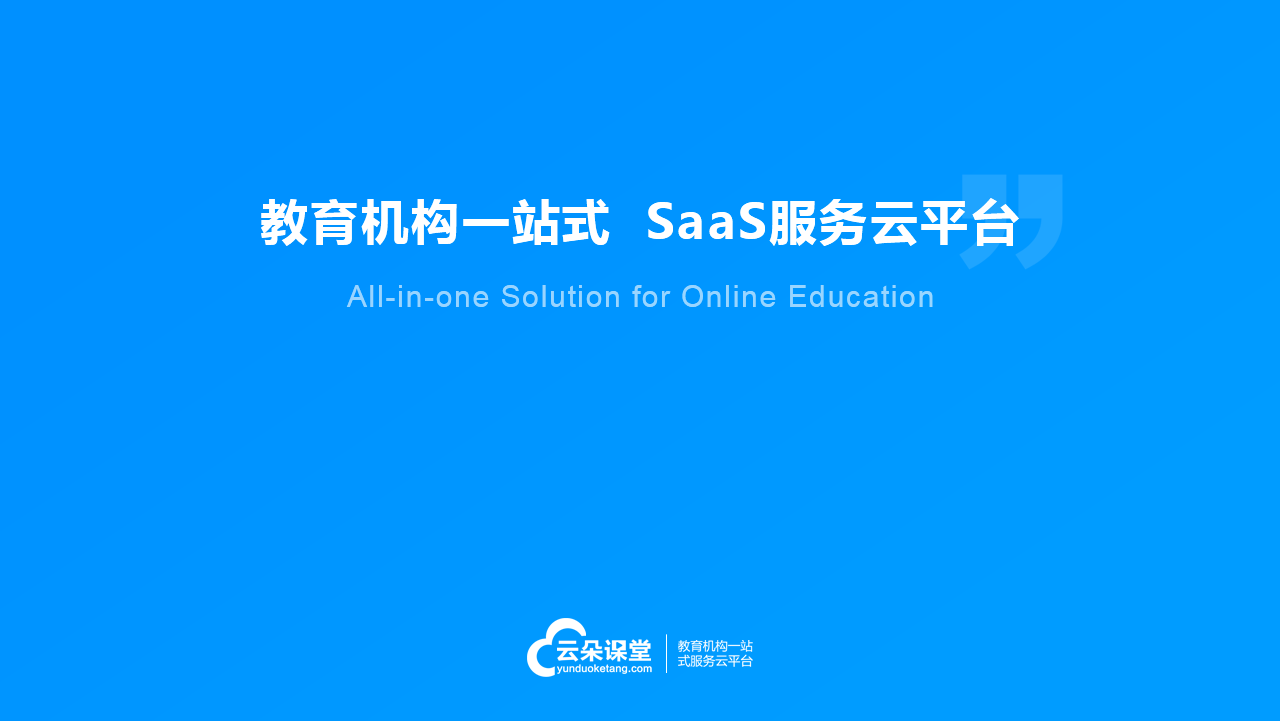 教育机构一站式 SaaS服务云平台
All-in-one Solution for Online Education
云朵课堂
yunduoketang.com
教育机构一站
式服务云平台